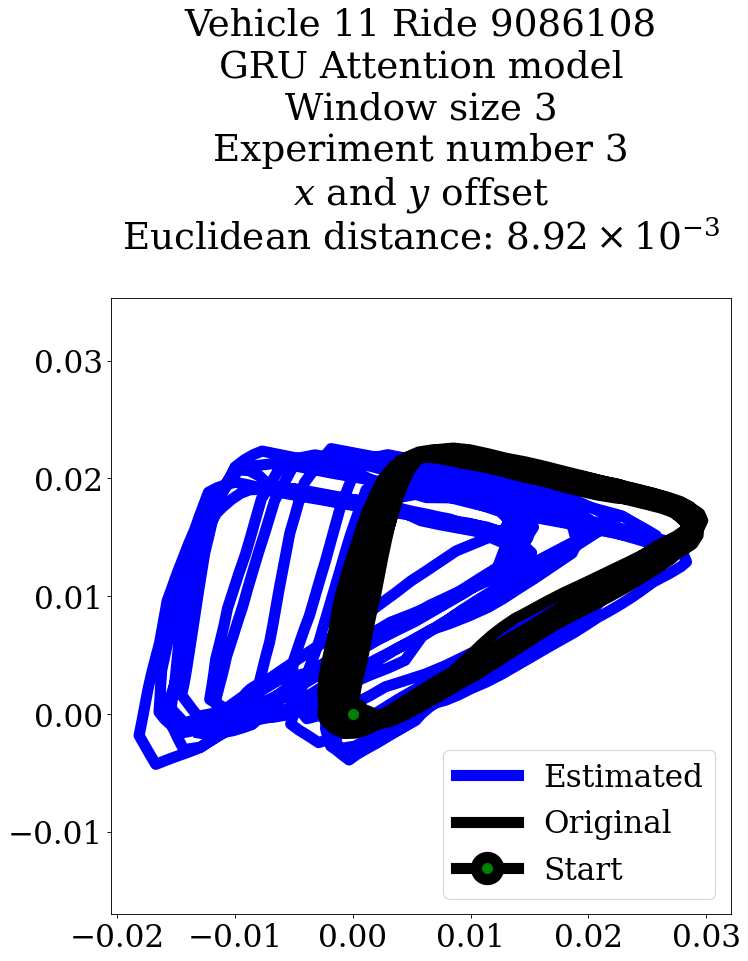 Vehicle 11 Ride 9086108
GRU Attention model
Window size 3
Experiment number 3
x and y offset
Euclidean distance: 8.92 × 10⁻³
0.03
0.02
0.01
0.00
−0.01
Estimated
Original
Start
−0.02 −0.01 0.00 0.01 0.02 0.03